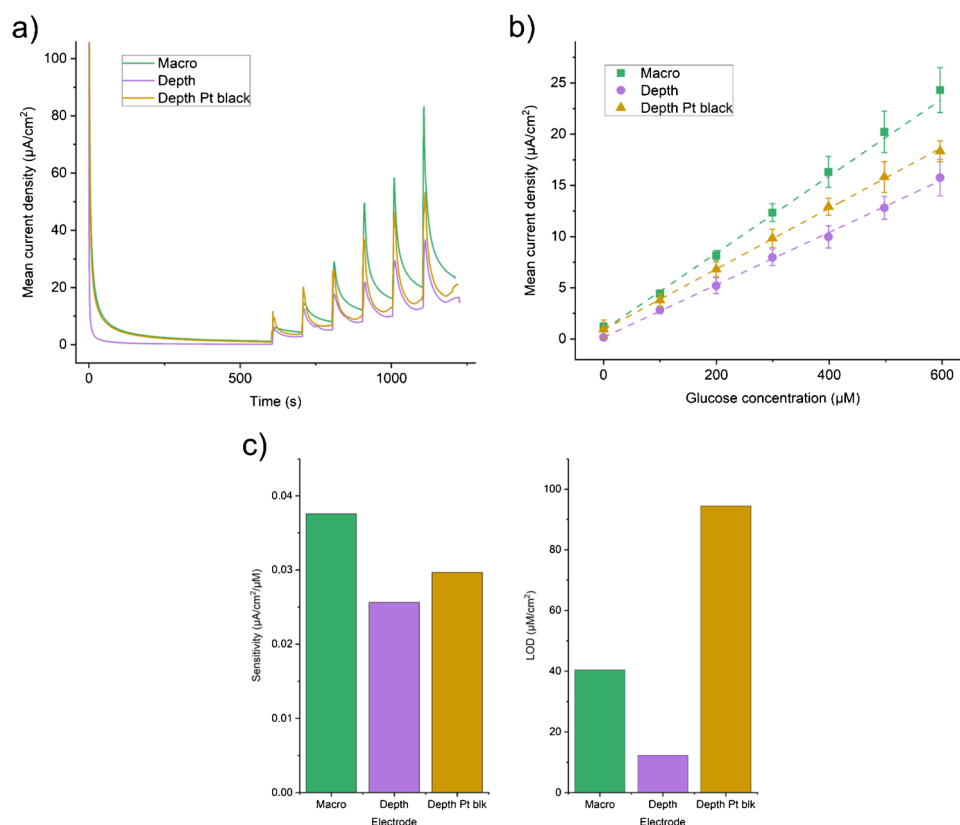 a)
Macro
Depth
Depth Pt black
Mean current density (µA/cm²)
100
80
60
40
20
0
0
500
1000
Time (s)
b)
Macro
Depth
Depth Pt black
Mean current density (µA/cm²)
25
20
15
10
5
0
0
200
400
600
Glucose concentration (µM)
c)
Sensitivity (µA/cm²/µM)
0.04
0.03
0.02
0.01
0.00
Macro
Depth
Depth Pt blk
Electrode
LOD (µM/cm²)
100
80
60
40
20
0
Macro
Depth
Depth Pt blk
Electrode